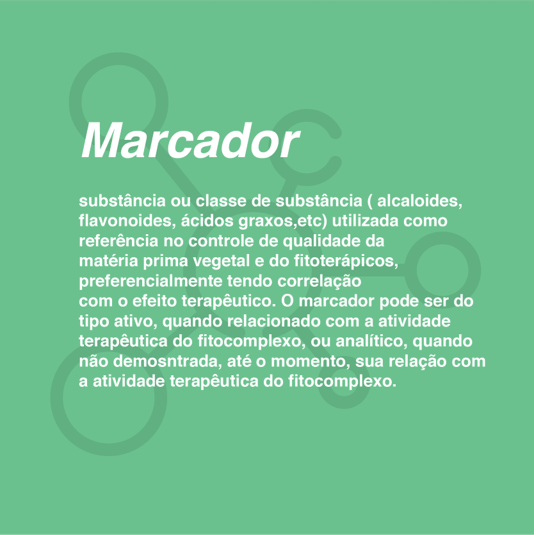 Marcador
substância ou classe de substância ( alcaloides,
flavonoides, ácidos graxos,etc) utilizada como
referência no controle de qualidade da
matéria prima vegetal e do fitoterápicos,
preferencialmente tendo correlação
com o efeito terapêutico. O marcador pode ser do
tipo ativo, quando relacionado com a atividade
terapêutica do fitocomplexo, ou analítico, quando
não demosntrada, até o momento, sua relação com
a atividade terapêutica do fitocomplexo.